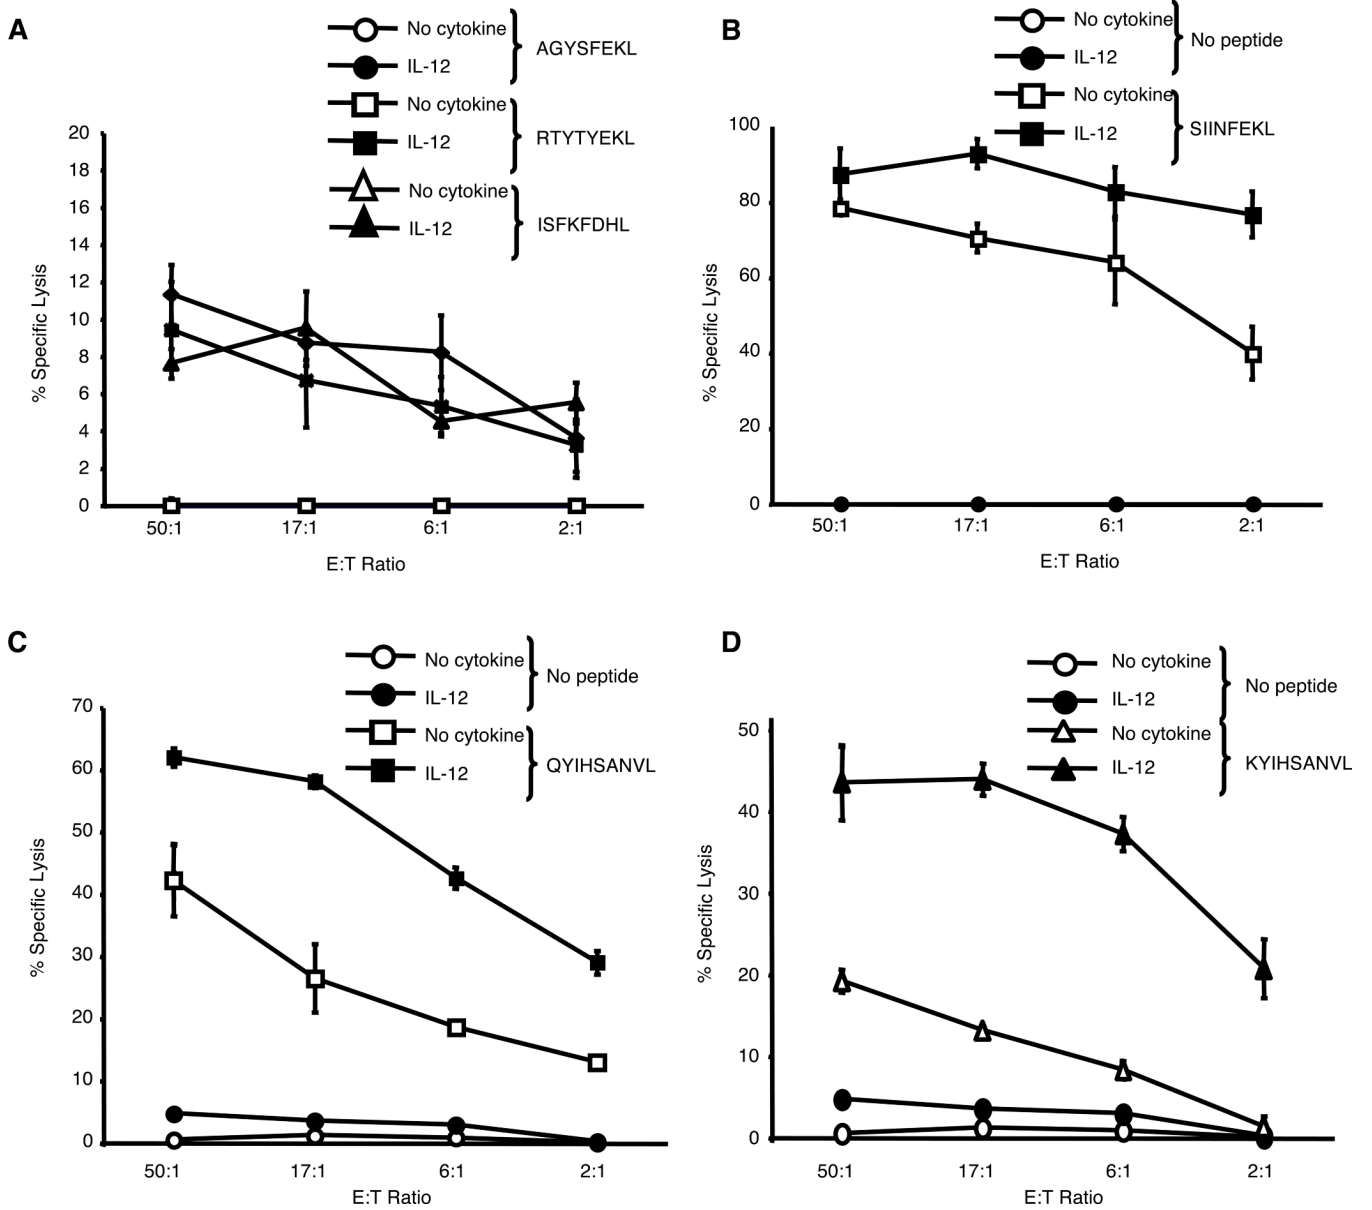 A
No cytokine
IL-12
AGYSFEKL
No cytokine
IL-12
RTYTYEKL
No cytokine
IL-12
ISFKFDHL
20
18
16
14
12
10
8
6
4
2
0
% Specific Lysis
50:1 17:1 6:1 2:1
E:T Ratio
B
No cytokine
IL-12
No peptide
No cytokine
IL-12
SIINFEKL
100
80
60
40
20
0
% Specific Lysis
50:1 17:1 6:1 2:1
E:T Ratio
C
No cytokine
IL-12
No peptide
No cytokine
IL-12
QYIHSANVL
70
60
50
40
30
20
10
0
% Specific Lysis
50:1 17:1 6:1 2:1
E:T Ratio
D
No cytokine
IL-12
No peptide
No cytokine
IL-12
KYIHSANVL
50
40
30
20
10
0
% Specific Lysis
50:1 17:1 6:1 2:1
E:T Ratio